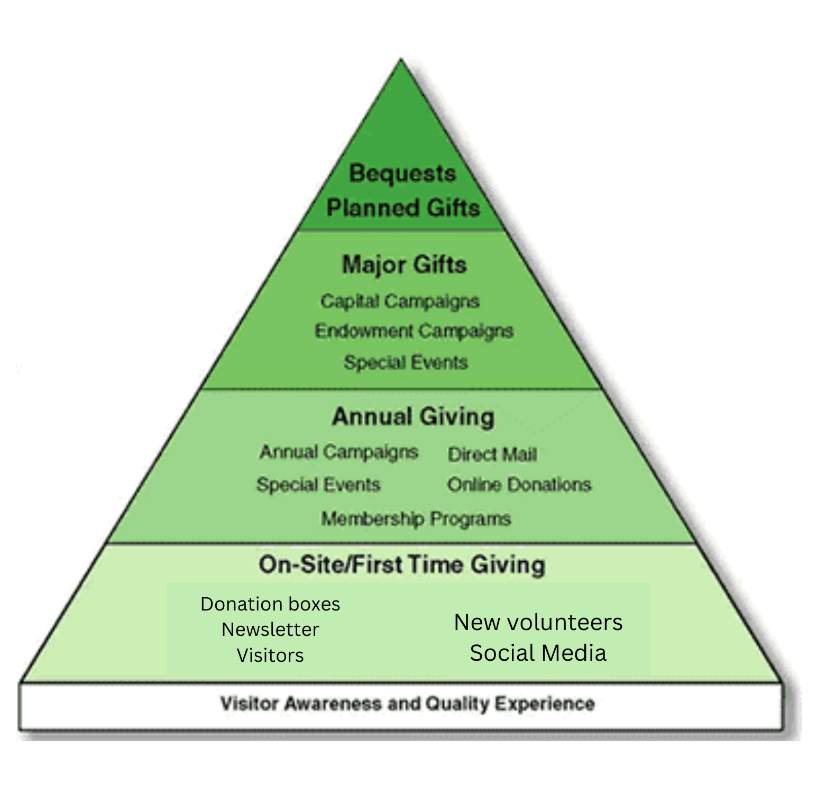 Bequests
Planned Gifts
Major Gifts
Capital Campaigns
Endowment Campaigns
Special Events
Annual Giving
Annual Campaigns Direct Mail
Special Events Online Donations
Membership Programs
On-Site/First Time Giving
Donation boxes
Newsletter
Visitors
New volunteers
Social Media
Visitor Awareness and Quality Experience